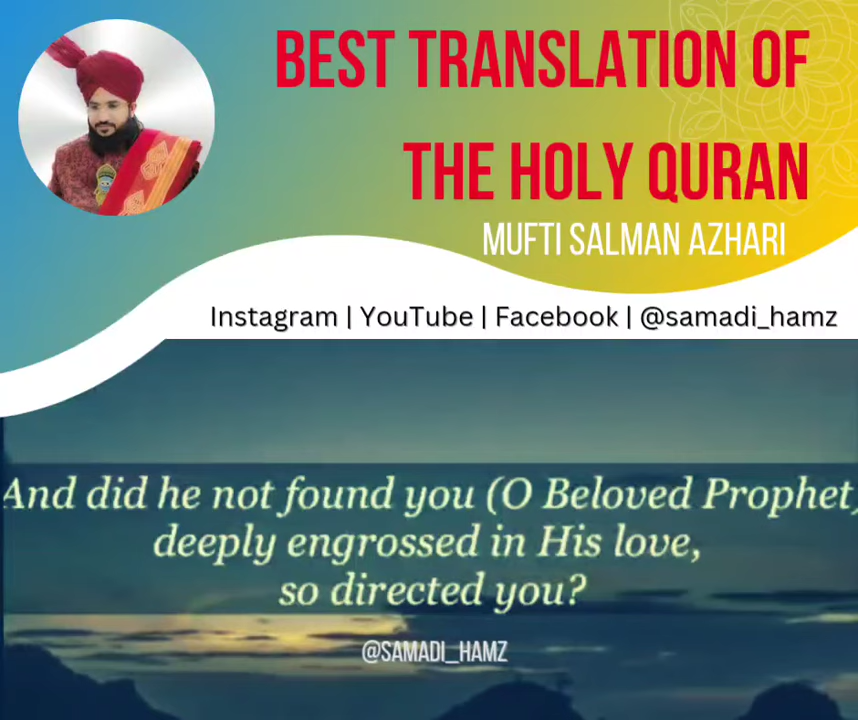 BEST TRANSLATION OF
THE HOLY QURAN
MUFTI SALMAN AZHARI
Instagram | YouTube | Facebook | @samadi_hamz
And did he not found you (O Beloved Prophet)
deeply engrossed in His love,
so directed you?
@SAMADI_HAMZ